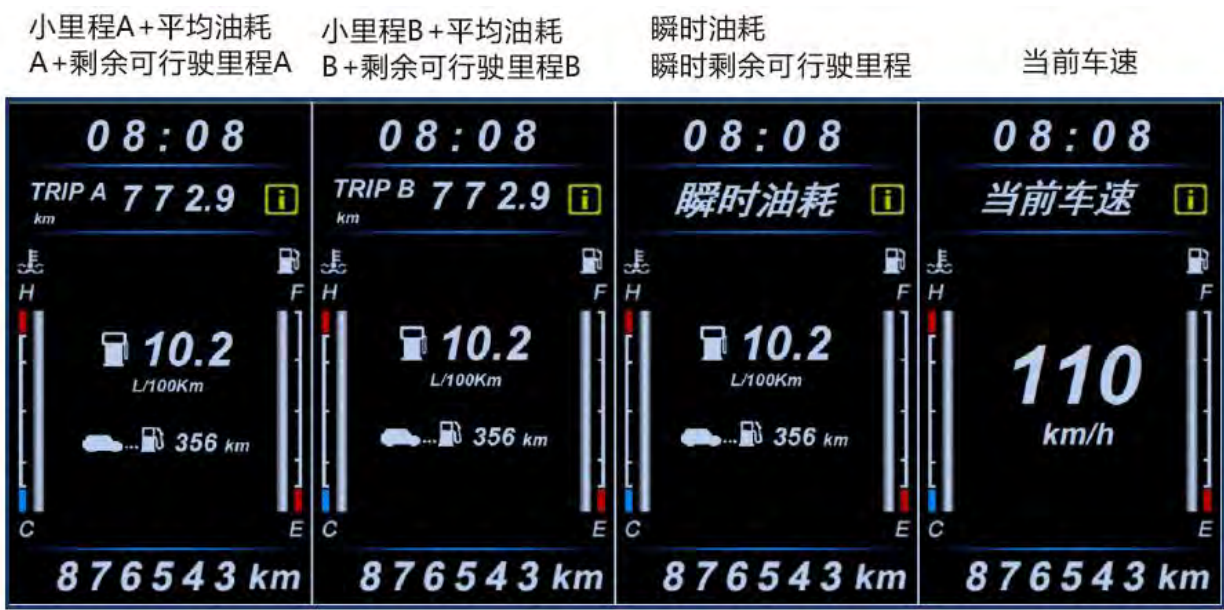 小里程A+平均油耗
A+剩余可行驶里程A
小里程B+平均油耗
B+剩余可行驶里程B
瞬时油耗
瞬时剩余可行驶里程
当前车速
08:08
TRIP A 772.9 i
km
H F
10.2
L/100Km
... 356 km
C E
876543 km
08:08
TRIP B 772.9 i
km
H F
10.2
L/100Km
... 356 km
C E
876543 km
08:08
瞬时油耗 i
H F
10.2
L/100Km
... 356 km
C E
876543 km
08:08
当前车速 i
H F
110
km/h
C E
876543 km